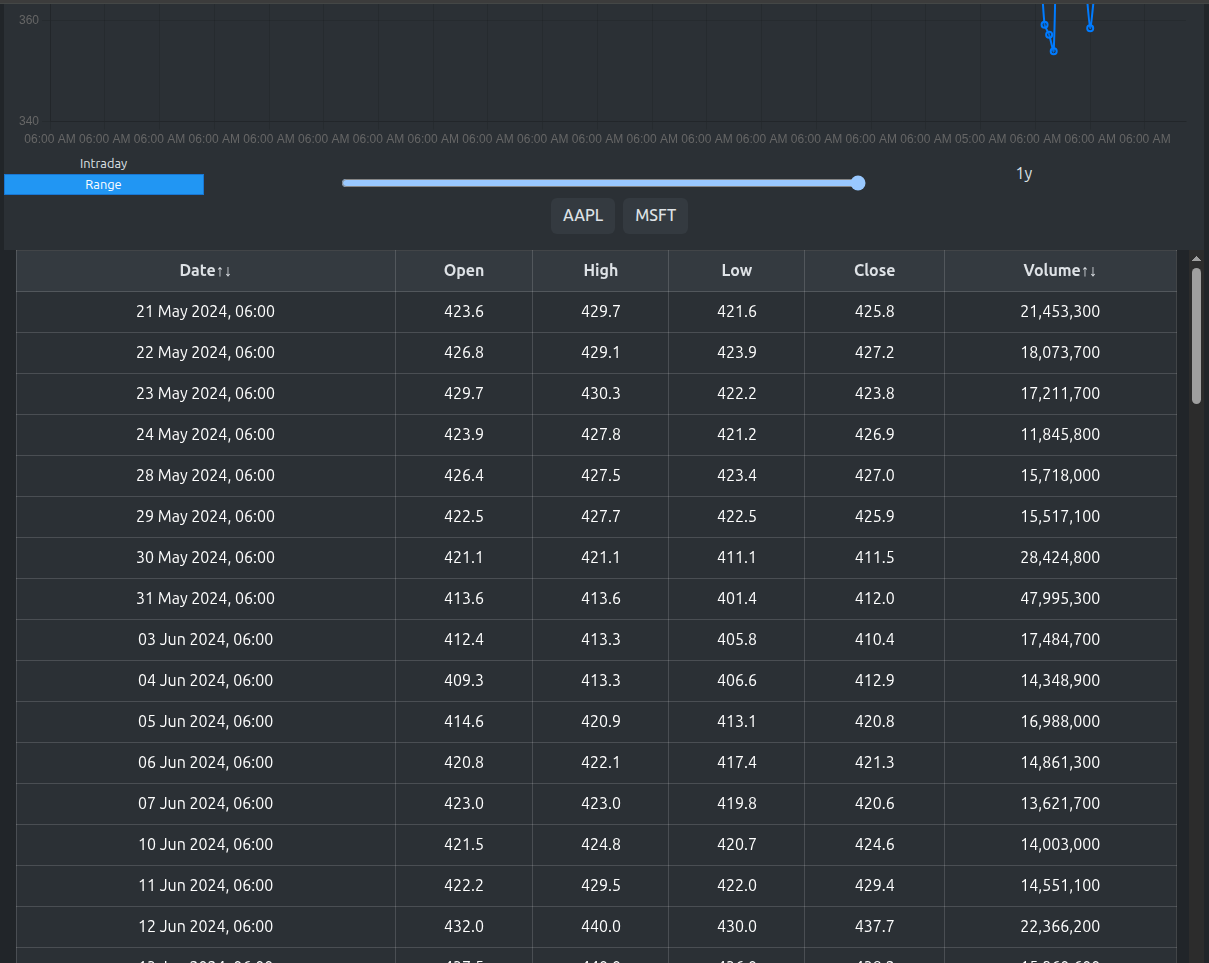 360
340
06:00 AM 06:00 AM 06:00 AM 06:00 AM 06:00 AM 06:00 AM 06:00 AM 06:00 AM 06:00 AM 06:00 AM 06:00 AM 06:00 AM 06:00 AM 06:00 AM 06:00 AM 06:00 AM 06:00 AM 05:00 AM 06:00 AM 06:00 AM 06:00 AM
Intraday
Range
1y
AAPL MSFT
Date↑↓ Open High Low Close Volume↑↓
21 May 2024, 06:00 423.6 429.7 421.6 425.8 21,453,300
22 May 2024, 06:00 426.8 429.1 423.9 427.2 18,073,700
23 May 2024, 06:00 429.7 430.3 422.2 423.8 17,211,700
24 May 2024, 06:00 423.9 427.8 421.2 426.9 11,845,800
28 May 2024, 06:00 426.4 427.5 423.4 427.0 15,718,000
29 May 2024, 06:00 422.5 427.7 422.5 425.9 15,517,100
30 May 2024, 06:00 421.1 421.1 411.1 411.5 28,424,800
31 May 2024, 06:00 413.6 413.6 401.4 412.0 47,995,300
03 Jun 2024, 06:00 412.4 413.3 405.8 410.4 17,484,700
04 Jun 2024, 06:00 409.3 413.3 406.6 412.9 14,348,900
05 Jun 2024, 06:00 414.6 420.9 413.1 420.8 16,988,000
06 Jun 2024, 06:00 420.8 422.1 417.4 421.3 14,861,300
07 Jun 2024, 06:00 423.0 423.0 419.8 420.6 13,621,700
10 Jun 2024, 06:00 421.5 424.8 420.7 424.6 14,003,000
11 Jun 2024, 06:00 422.2 429.5 422.0 429.4 14,551,100
12 Jun 2024, 06:00 432.0 440.0 430.0 437.7 22,366,200